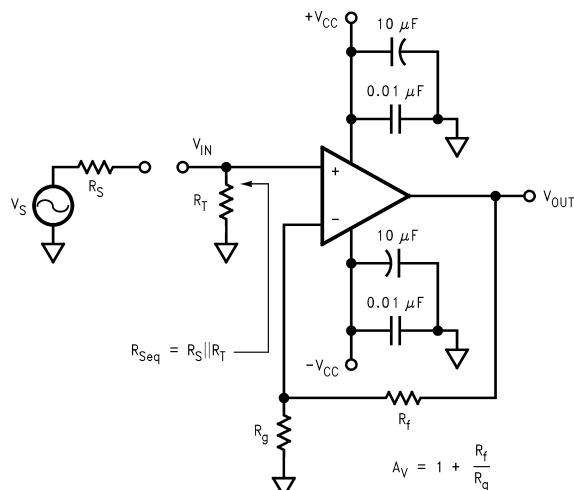 +V_CC
10 μF
0.01 μF
V_IN
R_S
V_S
R_T
+
−
V_OUT
10 μF
0.01 μF
R_Seq = R_S||R_T
−V_CC
R_f
R_g
A_V = 1 + R_f/R_g